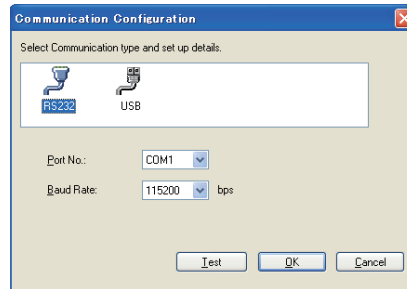 Communication Configuration
Select Communication type and set up details.
RS232 USB
Port No.: COM1
Baud Rate: 115200 bps
Test OK Cancel